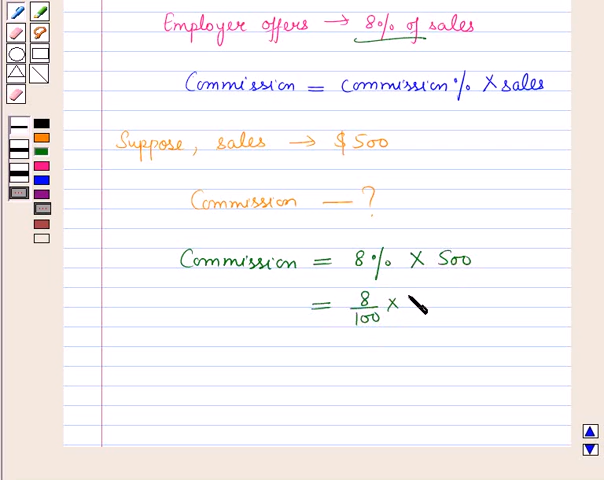 Employer offers → 8% of sales
Commission = commission% × sales
Suppose, sales → $500
Commission — ?
Commission = 8% × 500
= 8/100 ×